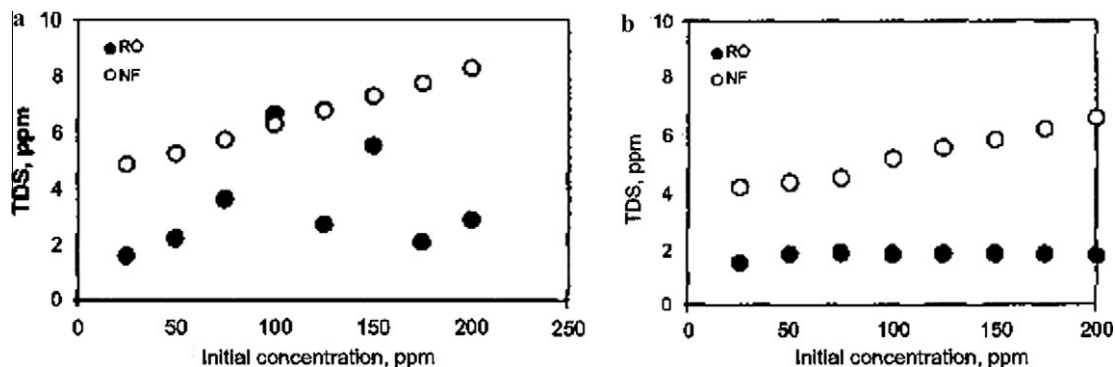 a
10
8
6
4
2
0
TDS, ppm
RO
NF
0 50 100 150 200 250
Initial concentration, ppm
b
10
8
6
4
2
0
TDS, ppm
RO
NF
0 50 100 150 200
Initial concentration, ppm